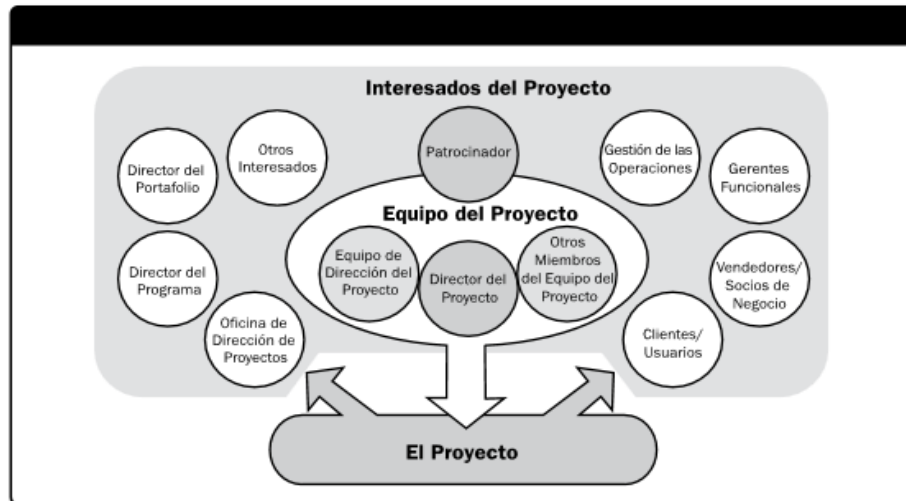 Interesados del Proyecto
Director del
Portafolio
Otros
Interesados
Patrocinador
Gestión de las
Operaciones
Gerentes
Funcionales
Equipo del Proyecto
Director del
Programa
Equipo de
Dirección del
Proyecto
Director del
Proyecto
Otros
Miembros
del Equipo del
Proyecto
Vendedores/
Socios de
Negocio
Oficina de
Dirección de
Proyectos
Clientes/
Usuarios
El Proyecto